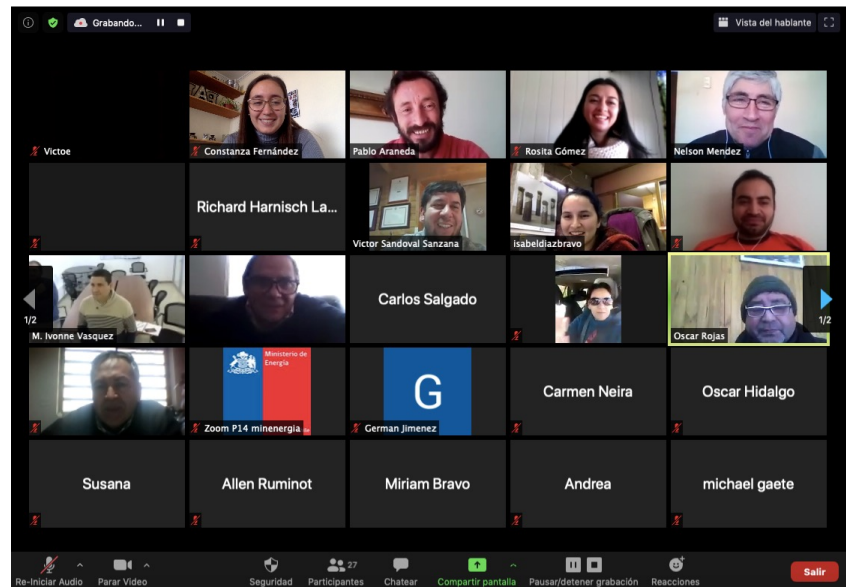 Grabando...
Vista del hablante
Victoe
Constanza Fernández
Pablo Araneda
Rosita Gómez
Nelson Mendez
Richard Harnisch La...
Victor Sandoval Sanzana
isabeldiazbravo
1/2
M. Ivonne Vasquez
Carlos Salgado
Oscar Rojas
1/2
Ministerio de
Energía
Zoom P14 minenergia
G
German Jimenez
Carmen Neira
Oscar Hidalgo
Susana
Allen Ruminot
Miriam Bravo
Andrea
michael gaete
Re-Iniciar Audio
Parar Video
Seguridad
27
Participantes
Chatear
Compartir pantalla
Pausar/detener grabación
Reacciones
Salir